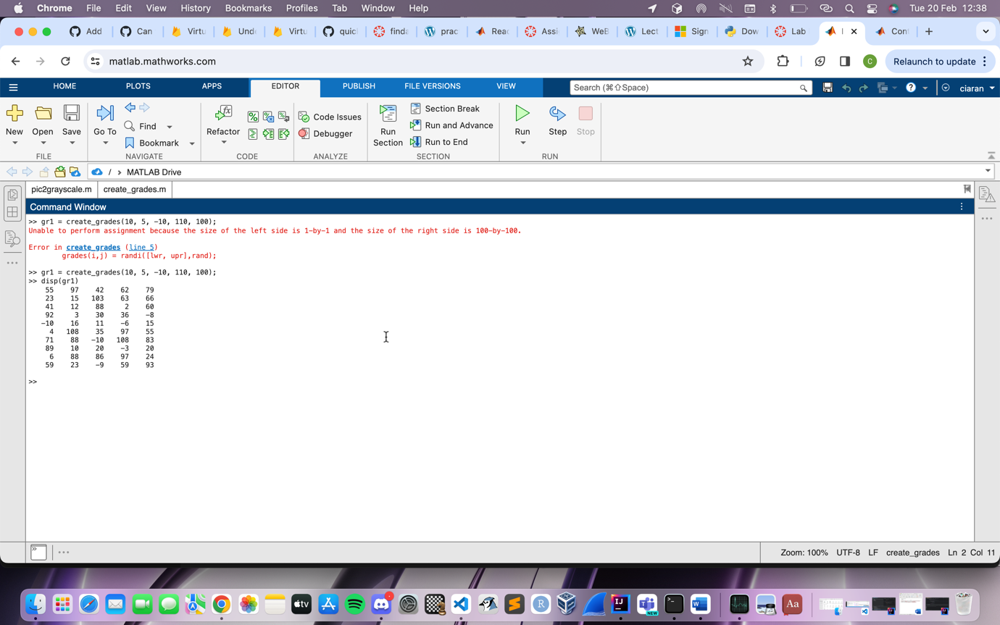 Chrome File Edit View History Bookmarks Profiles Tab Window Help Tue 20 Feb 12:38
Add Can Virtu Und Virtu quic finda prac Rea Assi WeB Lect Sign Dow Lab Cont
matlab.mathworks.com C Relaunch to update
HOME PLOTS APPS EDITOR PUBLISH FILE VERSIONS VIEW Search (⌘⇧Space) ciaran
New Open Save
FILE
Go To Find Bookmark
NAVIGATE
Refactor
CODE
Code Issues
Debugger
ANALYZE
Run Section
Section Break
Run and Advance
Run to End
SECTION
Run Step Stop
RUN
/ > MATLAB Drive
pic2grayscale.m create_grades.m
Command Window
>> gr1 = create_grades(10, 5, -10, 110, 100);
Unable to perform assignment because the size of the left side is 1-by-1 and the size of the right side is 100-by-100.
Error in create_grades (line 5)
grades(i,j) = randi([lwr, upr],rand);
>> gr1 = create_grades(10, 5, -10, 110, 100);
>> disp(gr1)
55 97 42 62 79
23 15 103 63 66
41 12 88 2 60
92 3 30 36 -8
-10 16 11 -6 15
4 108 35 97 55
71 88 -10 108 83
89 10 20 -3 20
6 88 86 97 24
59 23 -9 59 93
>>
Zoom: 100% UTF-8 LF create_grades Ln 2 Col 11
tv R IJ NEW W Aa